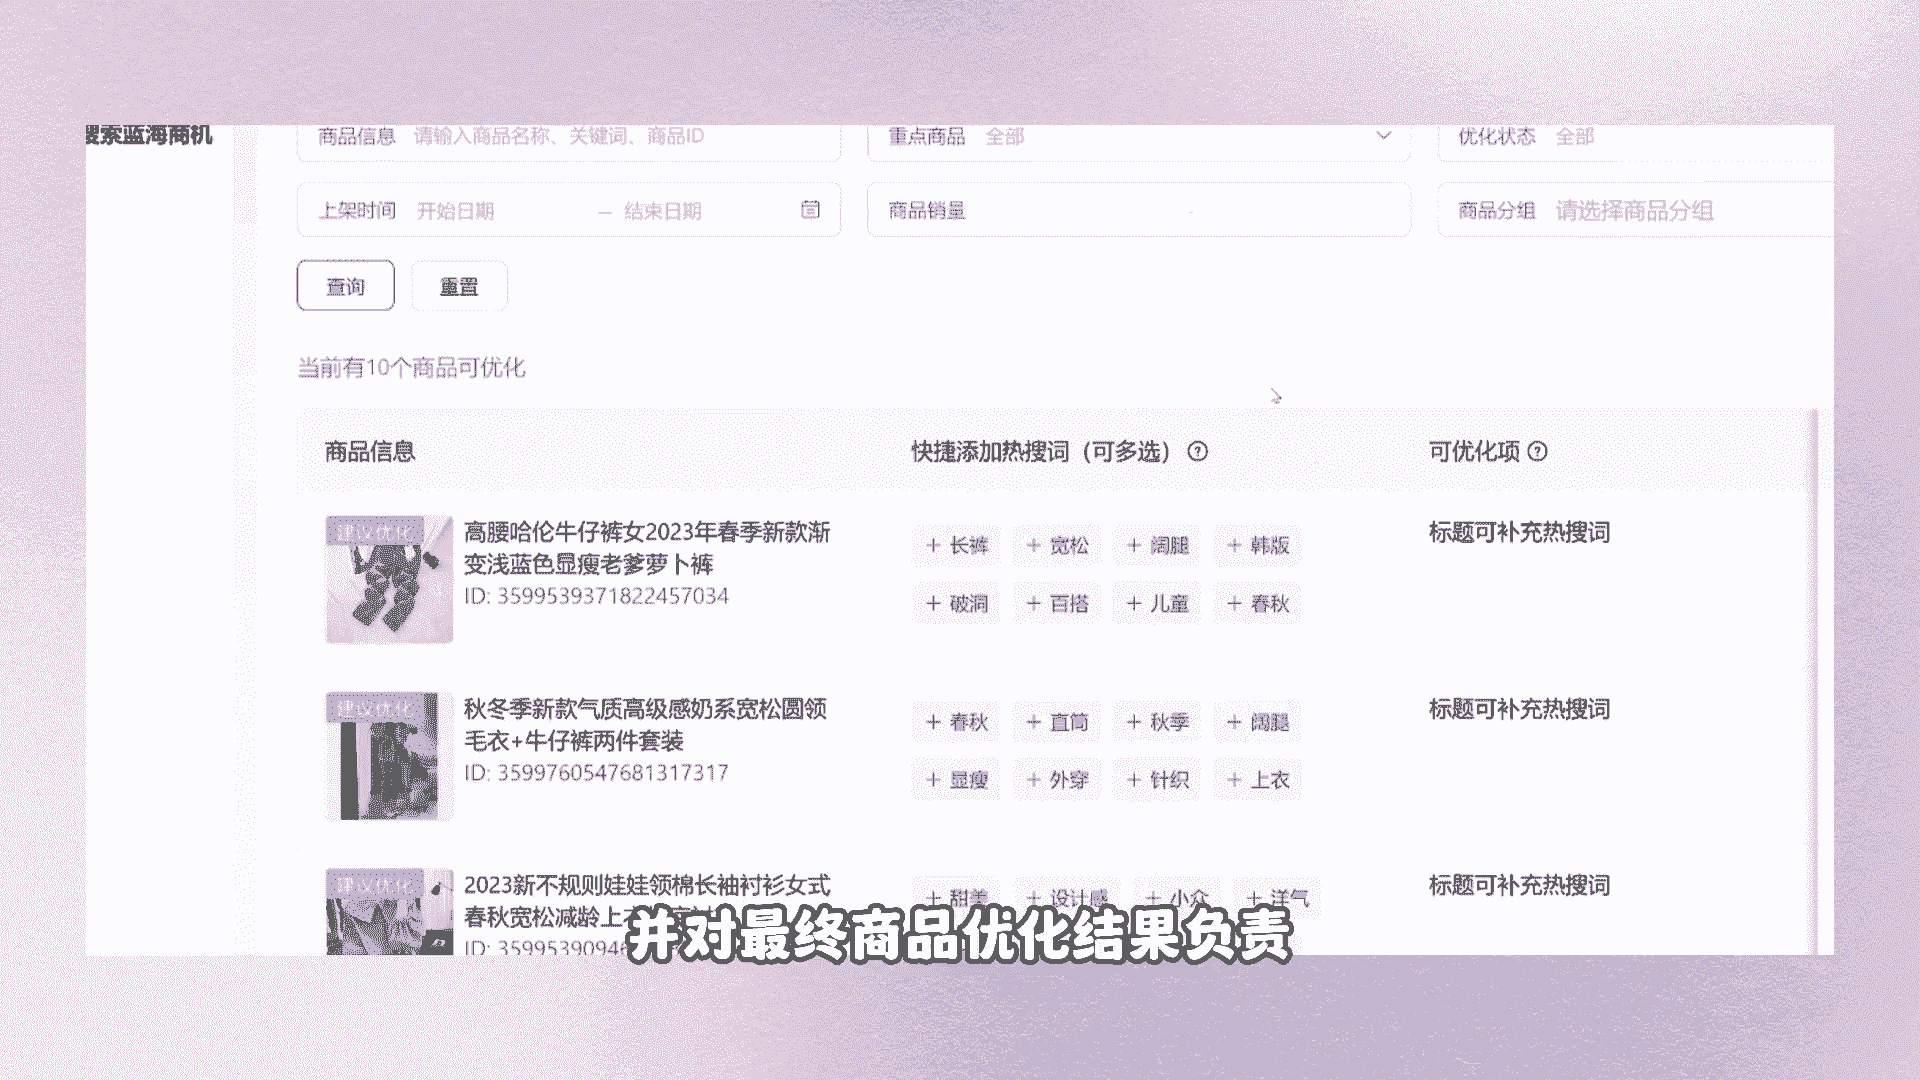 搜索蓝海商机
商品信息 请输入商品名称、关键词、商品ID
重点商品 全部
优化状态 全部
上架时间 开始日期 – 结束日期
商品销量 -
商品分组 请选择商品分组
查询 重置
当前有10个商品可优化
商品信息 快捷添加热搜词（可多选） 可优化项
建议优化
高腰哈伦牛仔裤女2023年春季新款渐
变浅蓝色显瘦老爹萝卜裤
ID: 3599539371822457034
+ 长裤 + 宽松 + 阔腿 + 韩版
+ 破洞 + 百搭 + 儿童 + 春秋
标题可补充热搜词
建议优化
秋冬季新款气质高级感奶系宽松圆领
毛衣+牛仔裤两件套装
ID: 3599760547681317317
+ 春秋 + 直筒 + 秋季 + 阔腿
+ 显瘦 + 外穿 + 针织 + 上衣
标题可补充热搜词
建议优化
2023新不规则娃娃领棉长袖衬衫女式
春秋宽松减龄上
ID: 35995390946
+ 甜美 + 设计感 + 小众 + 洋气
标题可补充热搜词
并对最终商品优化结果负责